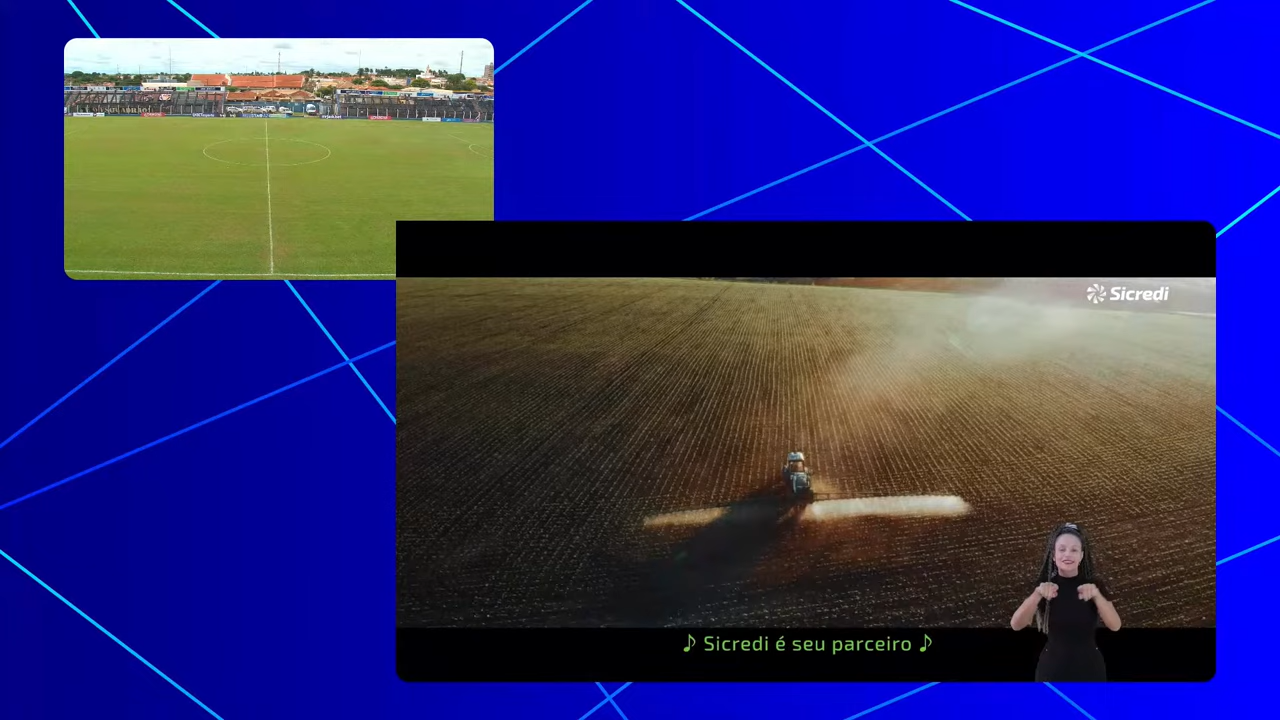 Sicredi
♪ Sicredi é seu parceiro ♪